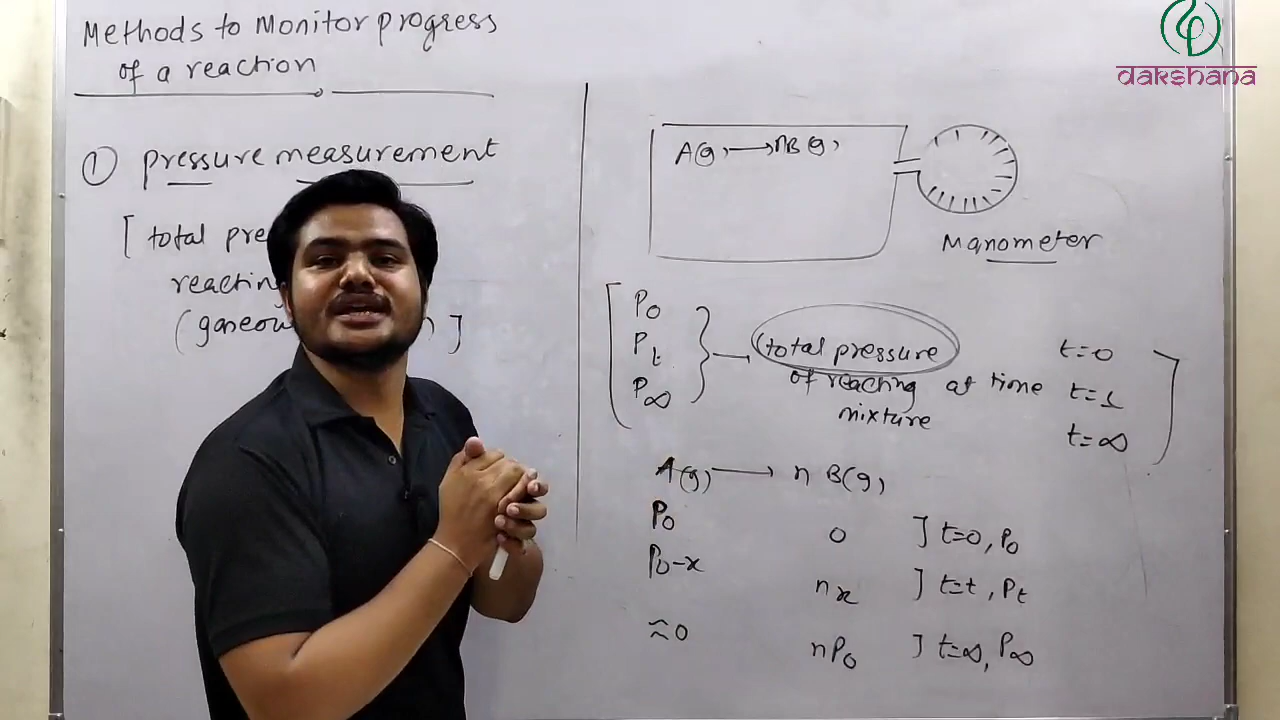 Methods to Monitor progress
of a reaction
① pressure measurement
[ total pre
reactin
(gaseou n ]
dakshana
A(g) → nB(g)
Manometer
P₀
Pt
P∞
(total pressure
of reacting at time
mixture
t=0
t=t
t=∞
A(g) → n B(g)
P₀ 0 ] t=0, P₀
P₀-x nx ] t=t, Pt
≈0 nP₀ ] t=∞, P∞